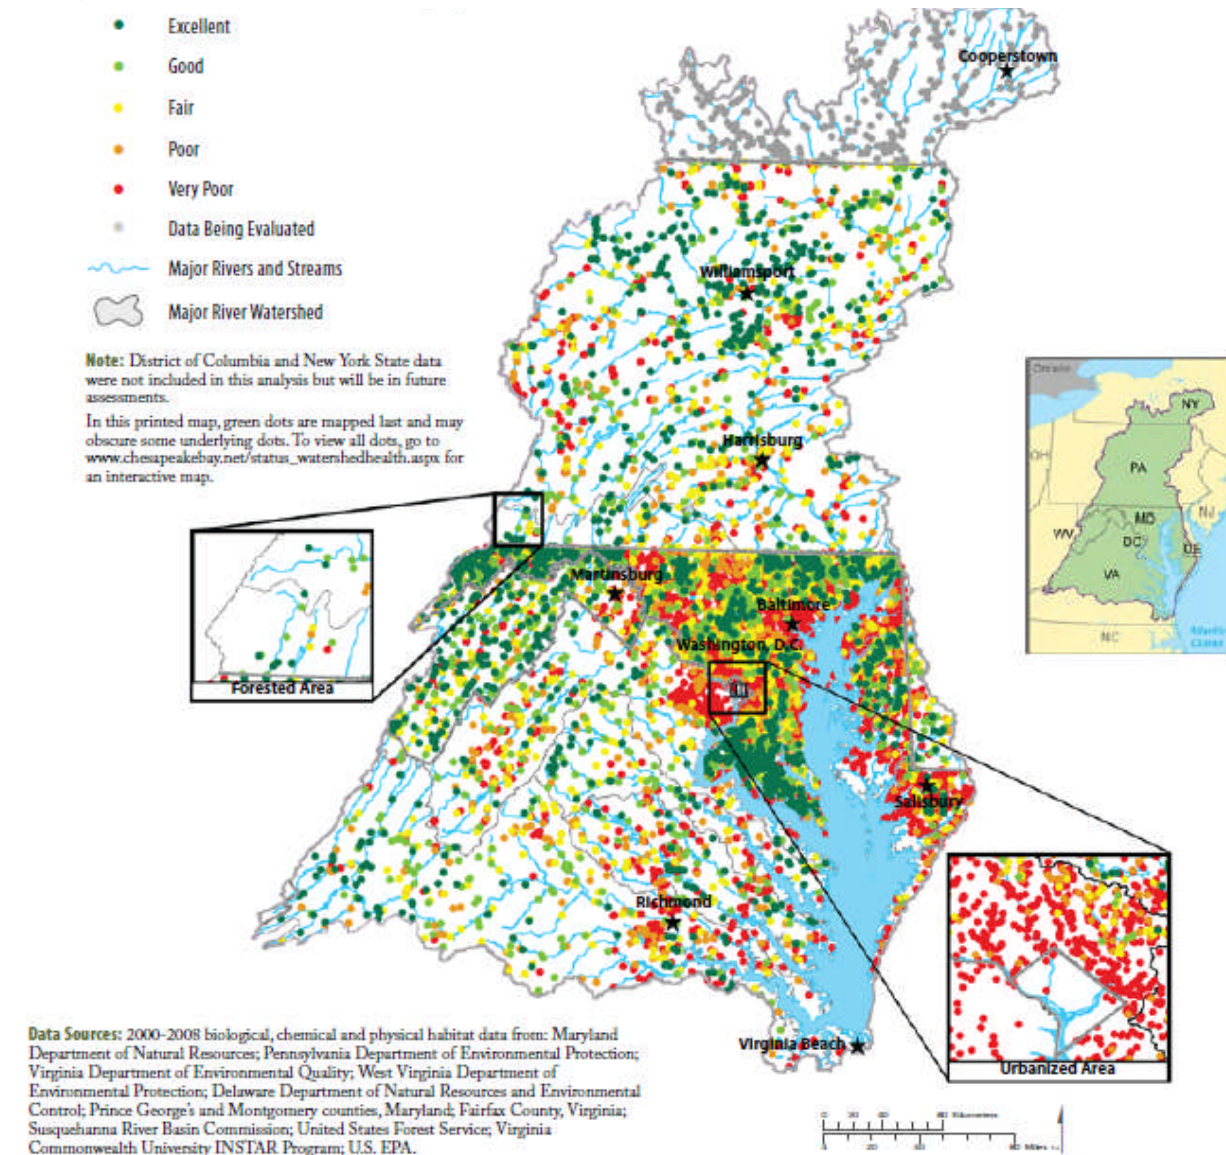 Excellent
Good
Fair
Poor
Very Poor
Data Being Evaluated
Major Rivers and Streams
Major River Watershed
Note: District of Columbia and New York State data
were not included in this analysis but will be in future
assessments.
In this printed map, green dots are mapped last and may
obscure some underlying dots. To view all dots, go to
www.chesapeakebay.net/status_watershedhealth.aspx for
an interactive map.
Cooperstown
Williamsport
Harrisburg
Martinsburg
Baltimore
Washington, D.C.
Salisbury
Richmond
Virginia Beach
Forested Area
Urbanized Area
Ontario
NY
OH
PA
NJ
MD
WV
DC
DE
VA
NC
Data Sources: 2000–2008 biological, chemical and physical habitat data from: Maryland
Department of Natural Resources; Pennsylvania Department of Environmental Protection;
Virginia Department of Environmental Quality; West Virginia Department of
Environmental Protection; Delaware Department of Natural Resources and Environmental
Control; Prince George's and Montgomery counties, Maryland; Fairfax County, Virginia;
Susquehanna River Basin Commission; United States Forest Service; Virginia
Commonwealth University INSTAR Program; U.S. EPA.
0 20 40 80 Kilometers